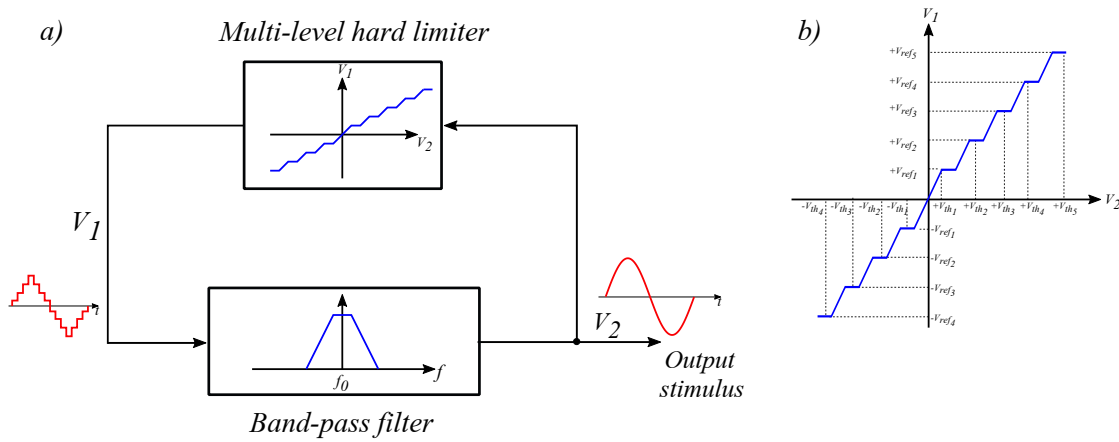 a)
Multi-level hard limiter
V1
V2
V1
t
V2
t
Output
stimulus
f0
f
Band-pass filter
b)
V1
+Vref5
+Vref4
+Vref3
+Vref2
+Vref1
-Vth4 -Vth3 -Vth2 -Vth1 +Vth1 +Vth2 +Vth3 +Vth4 +Vth5 V2
-Vref1
-Vref2
-Vref3
-Vref4